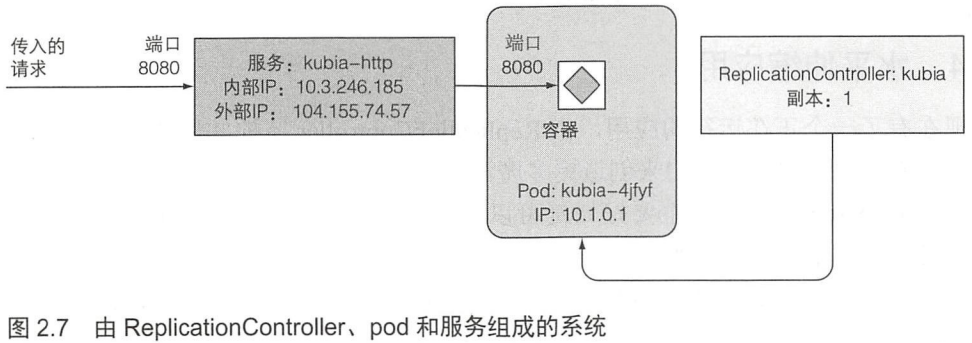 传入的
请求
端口
8080
服务：kubia-http
内部IP：10.3.246.185
外部IP：104.155.74.57
端口
8080
容器
Pod: kubia-4jfyf
IP: 10.1.0.1
ReplicationController: kubia
副本：1
图 2.7 由 ReplicationController、pod 和服务组成的系统